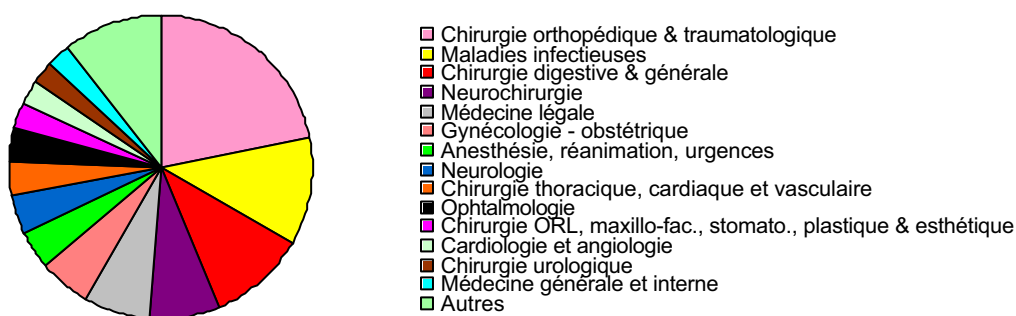 Chirurgie orthopédique & traumatologique
Maladies infectieuses
Chirurgie digestive & générale
Neurochirurgie
Médecine légale
Gynécologie - obstétrique
Anesthésie, réanimation, urgences
Neurologie
Chirurgie thoracique, cardiaque et vasculaire
Ophtalmologie
Chirurgie ORL, maxillo-fac., stomato., plastique & esthétique
Cardiologie et angiologie
Chirurgie urologique
Médecine générale et interne
Autres